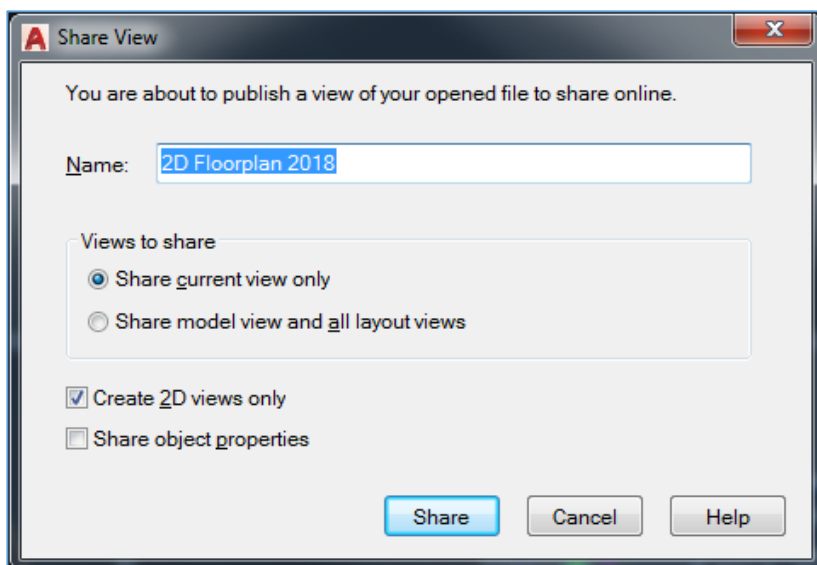 A Share View
You are about to publish a view of your opened file to share online.
Name: 2D Floorplan 2018
Views to share
Share current view only
Share model view and all layout views
Create 2D views only
Share object properties
Share Cancel Help